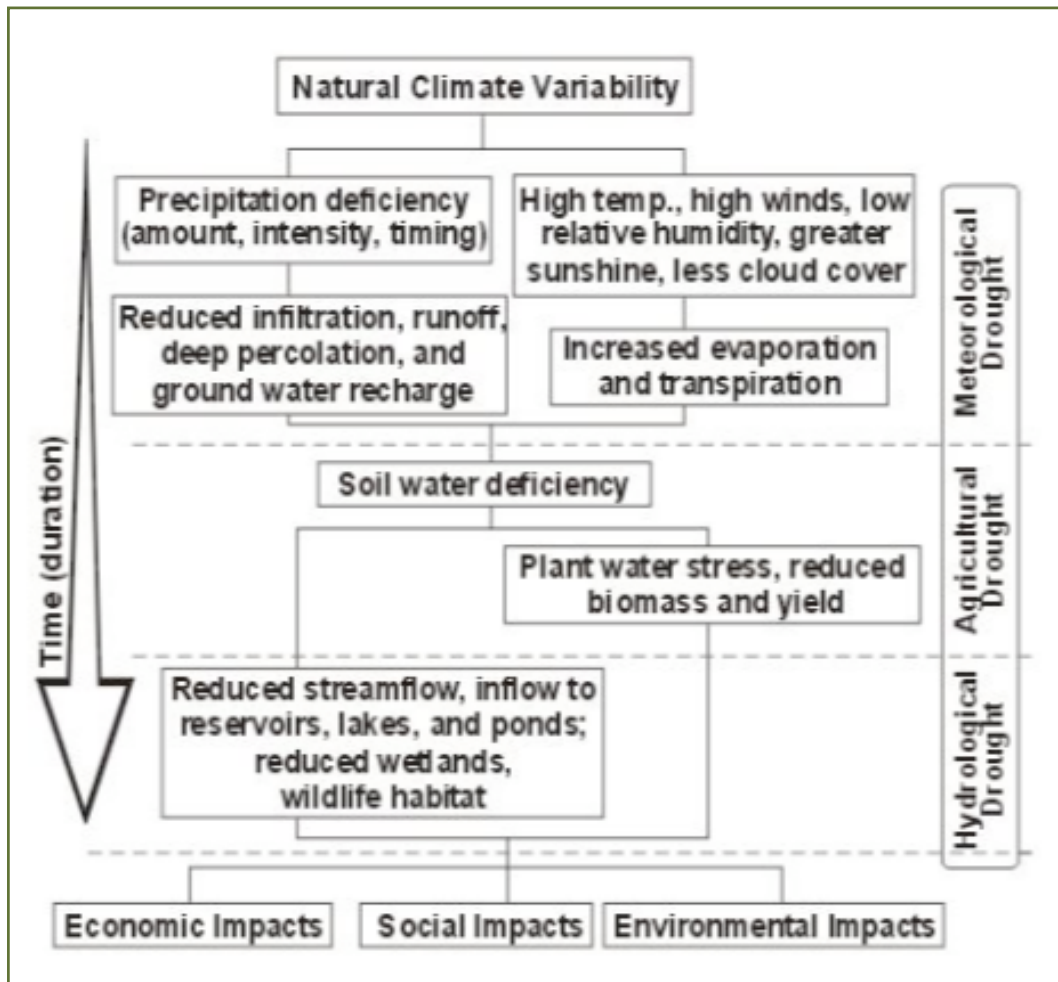 Natural Climate Variability
Precipitation deficiency
(amount, intensity, timing)
High temp., high winds, low
relative humidity, greater
sunshine, less cloud cover
Reduced infiltration, runoff,
deep percolation, and
ground water recharge
Increased evaporation
and transpiration
Meteorological
Drought
Time (duration)
Soil water deficiency
Plant water stress, reduced
biomass and yield
Agricultural
Drought
Reduced streamflow, inflow to
reservoirs, lakes, and ponds;
reduced wetlands,
wildlife habitat
Hydrological
Drought
Economic Impacts
Social Impacts
Environmental Impacts